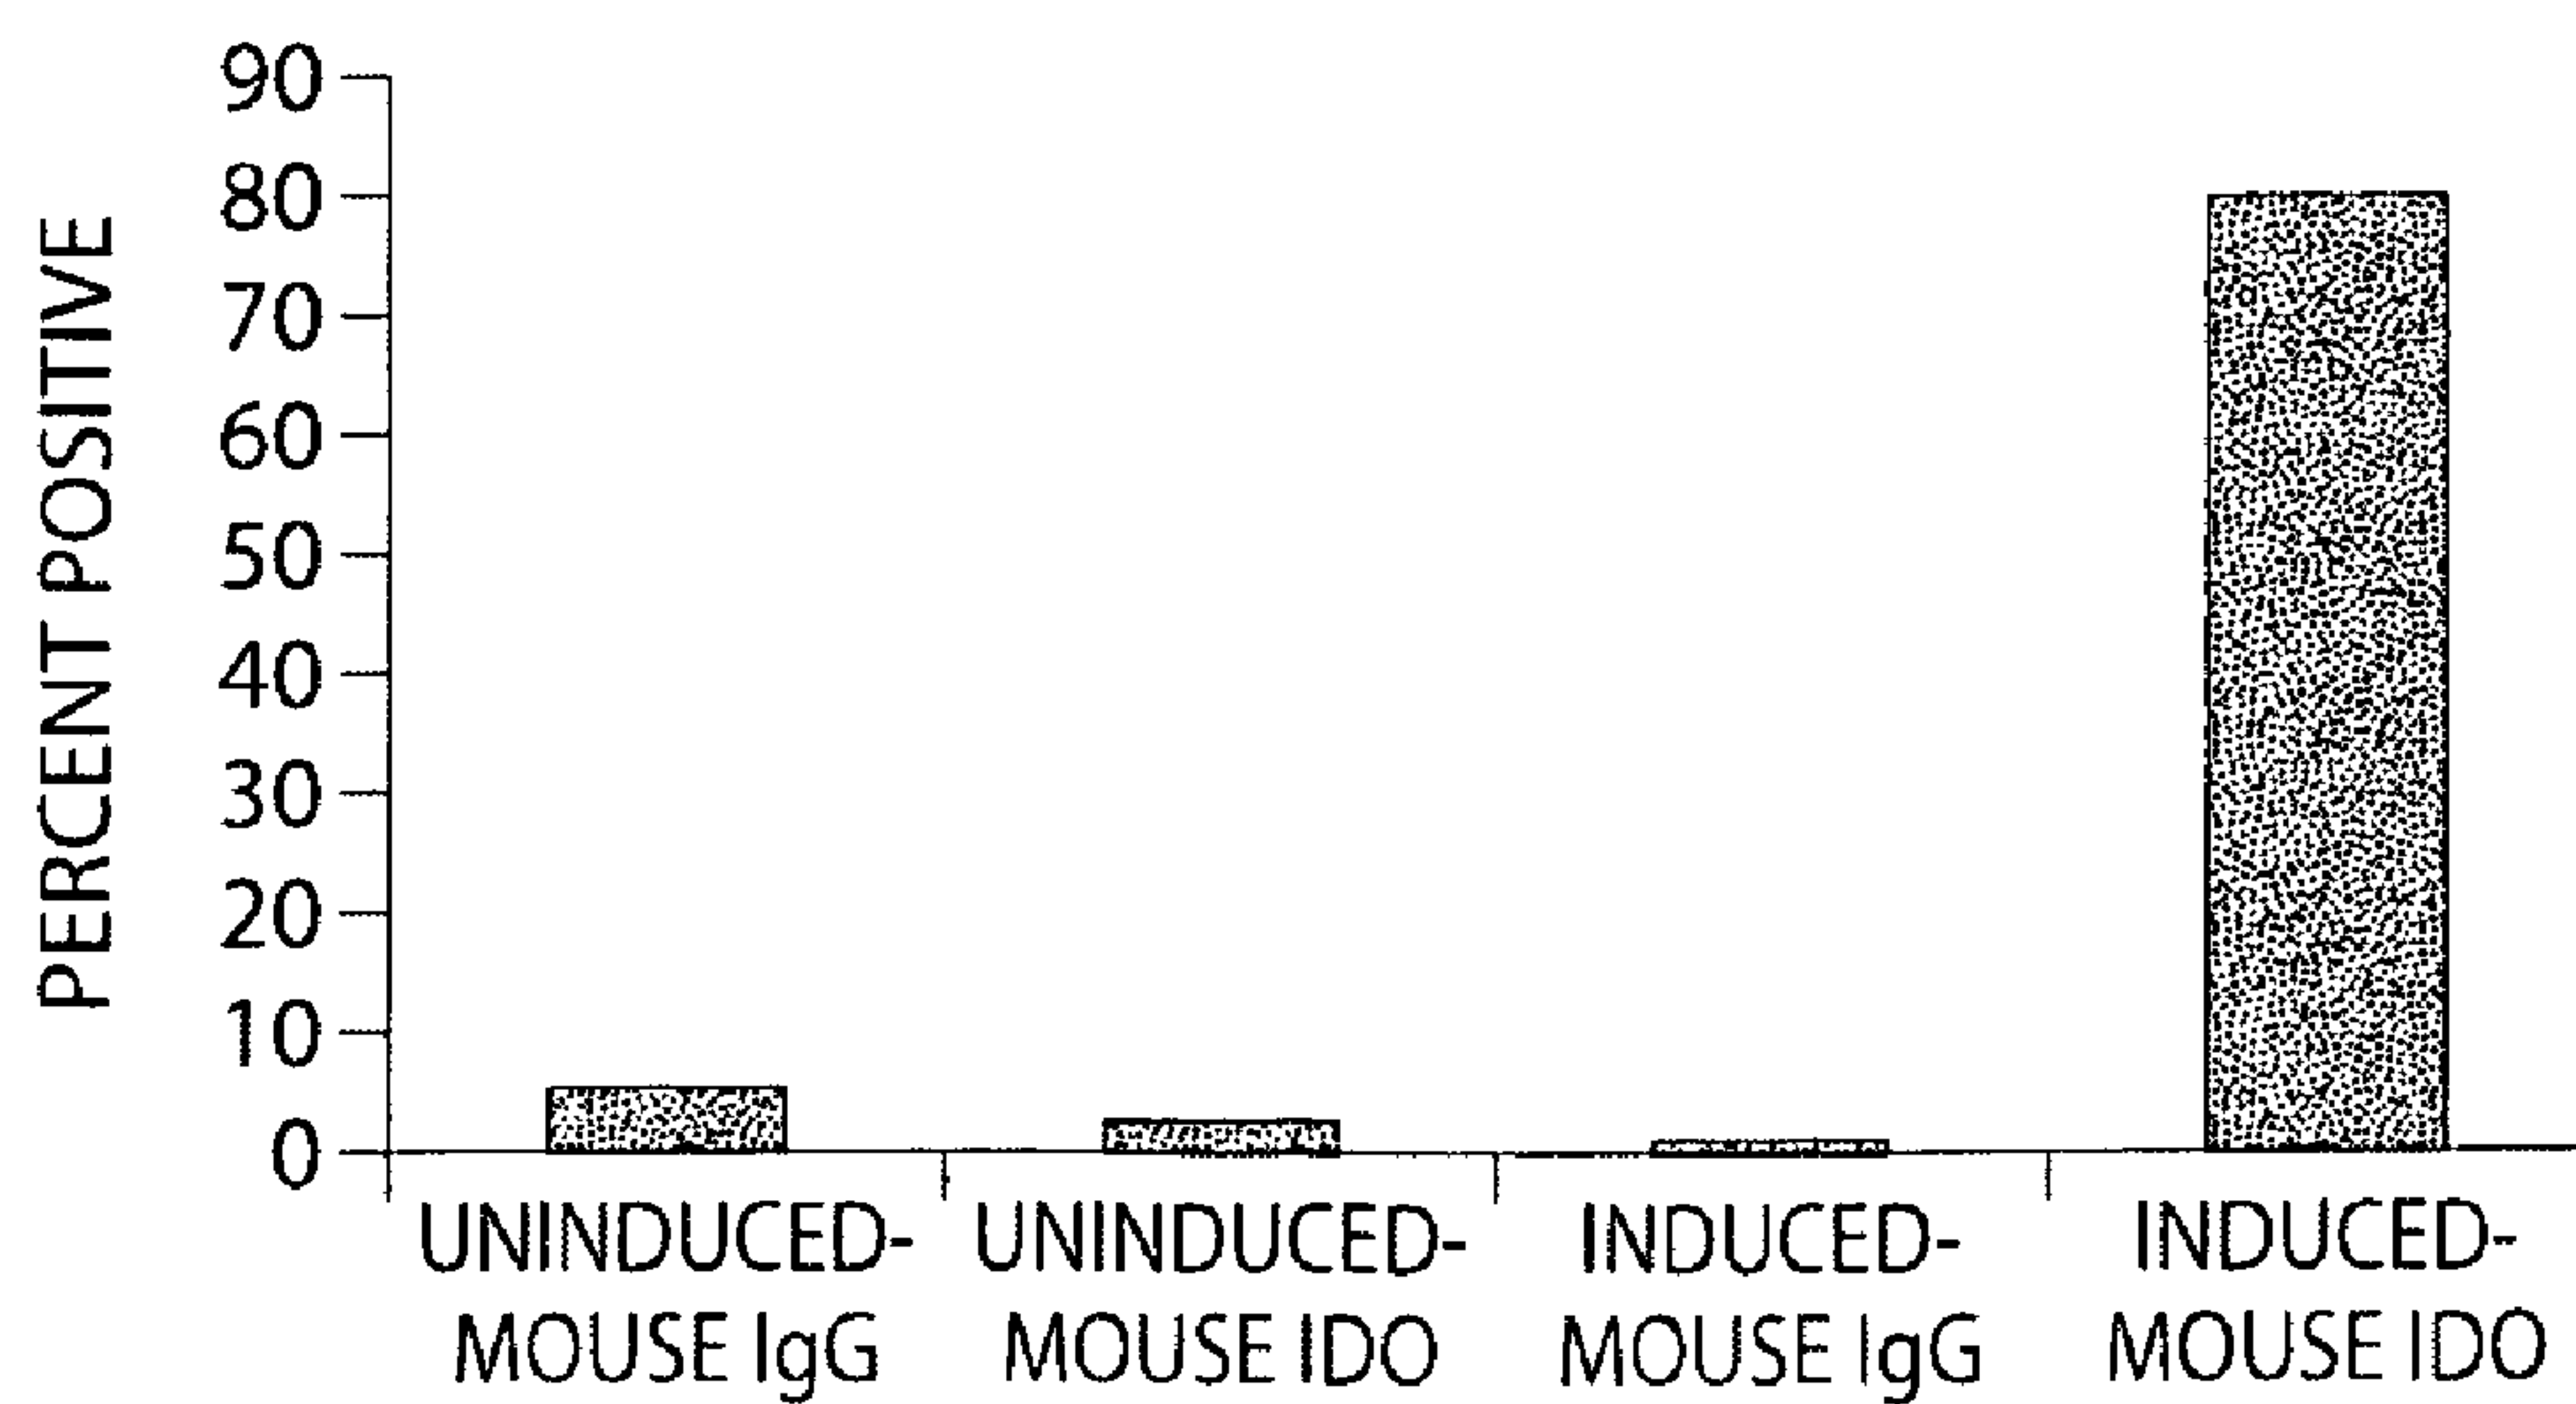 PERCENT POSITIVE
90
80
70
60
50
40
30
20
10
0
UNINDUCED-
MOUSE IgG
UNINDUCED-
MOUSE IDO
INDUCED-
MOUSE IgG
INDUCED-
MOUSE IDO